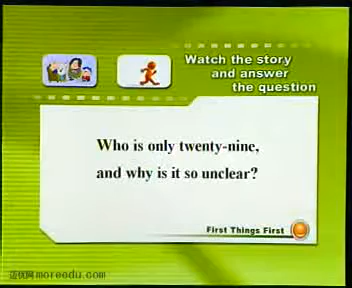 Watch the story
and answer
the question
Who is only twenty-nine,
and why is it so unclear?
First Things First
moreedu.com